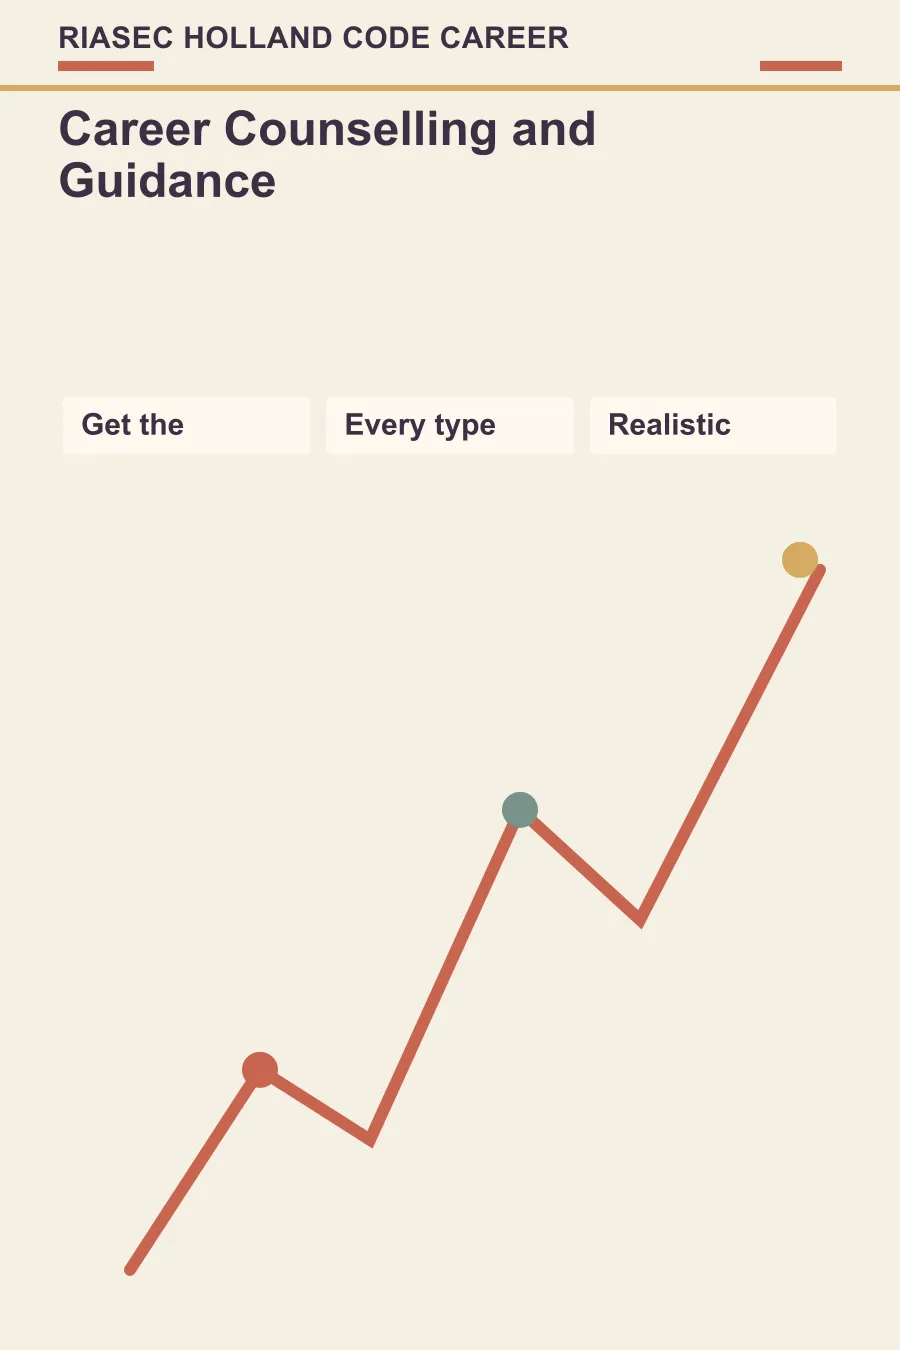 RIASEC HOLLAND CODE CAREER
Career Counselling and
Guidance
Get the
Every type
Realistic